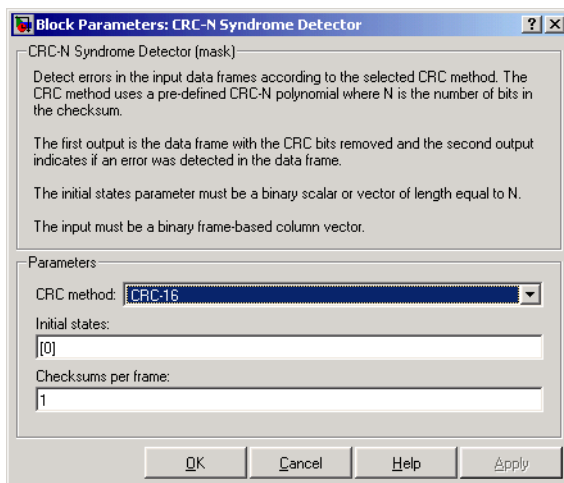 Block Parameters: CRC-N Syndrome Detector
CRC-N Syndrome Detector (mask)
Detect errors in the input data frames according to the selected CRC method. The
CRC method uses a pre-defined CRC-N polynomial where N is the number of bits in
the checksum.
The first output is the data frame with the CRC bits removed and the second output
indicates if an error was detected in the data frame.
The initial states parameter must be a binary scalar or vector of length equal to N.
The input must be a binary frame-based column vector.
Parameters
CRC method: CRC-16
Initial states:
[0]
Checksums per frame:
1
OK Cancel Help Apply